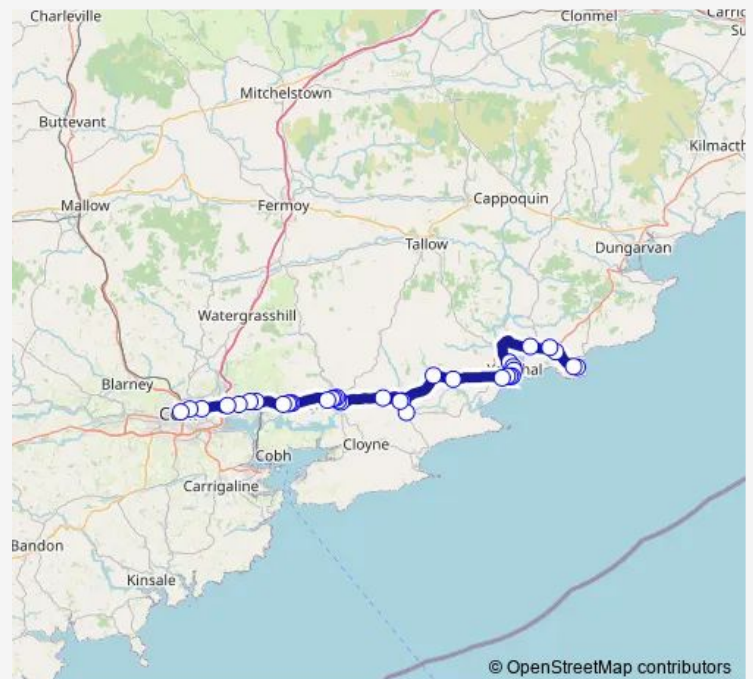 Charleville
Clonmel
Mitchelstown
Buttevant
Kilmacth
Mallow
Fermoy
Cappoquin
Tallow
Dungarvan
Watergrasshill
Blarney
Cloyne
Cobh
Carrigaline
Bandon
Kinsale
© OpenStreetMap contributors